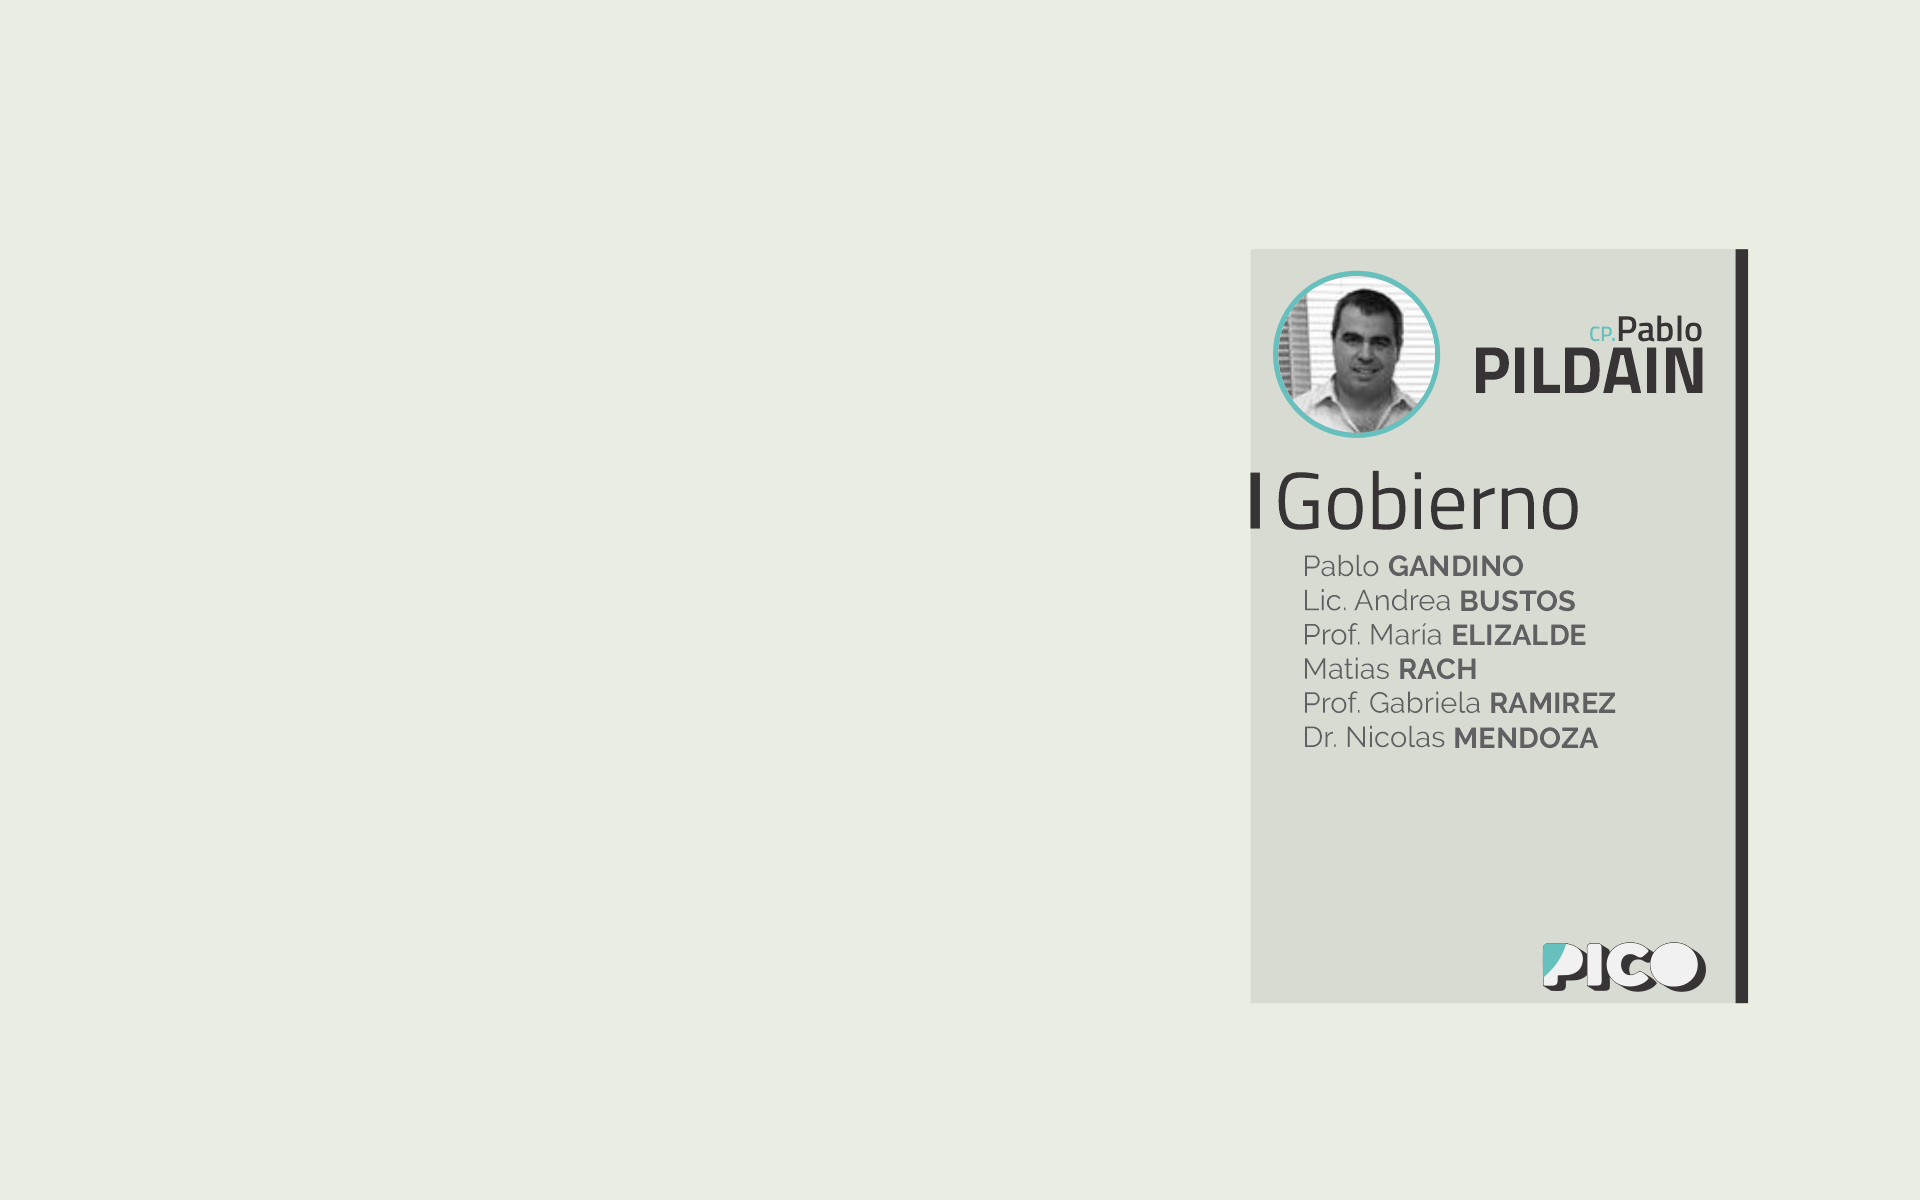 CP.Pablo
PILDAIN
Gobierno
Pablo GANDINO
Lic. Andrea BUSTOS
Prof. María ELIZALDE
Matias RACH
Prof. Gabriela RAMIREZ
Dr. Nicolas MENDOZA
PICO